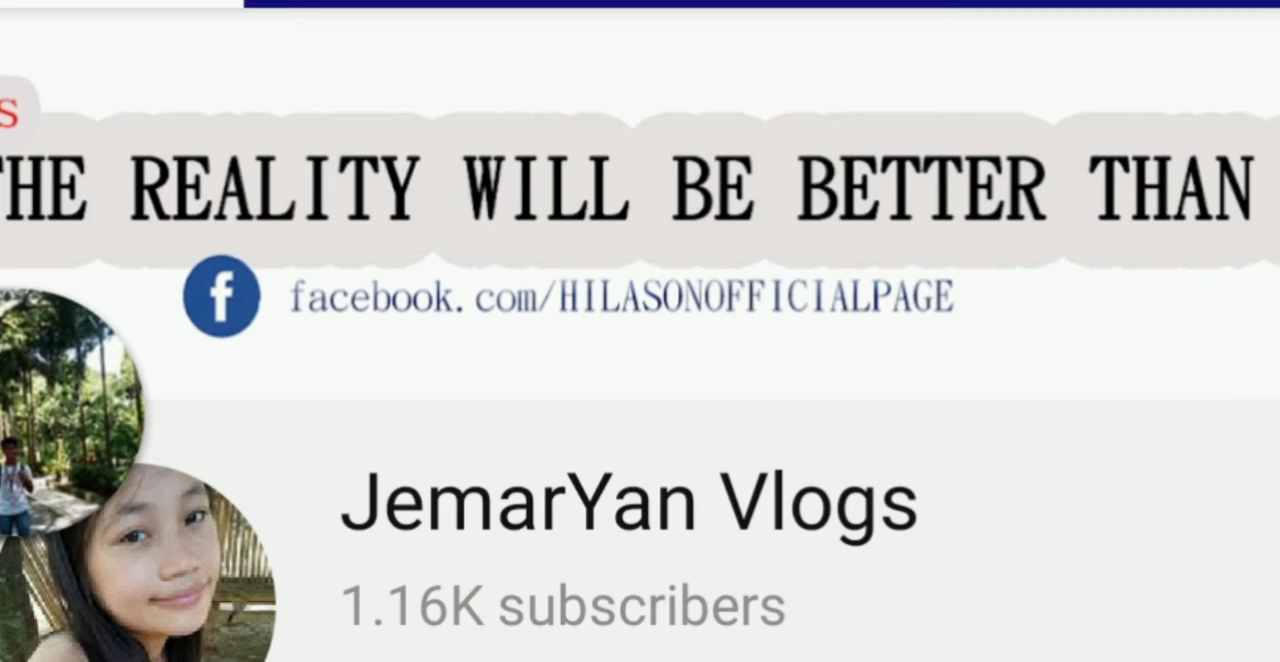 S
THE REALITY WILL BE BETTER THAN
facebook.com/HILASONOFFICIALPAGE
JemarYan Vlogs
1.16K subscribers